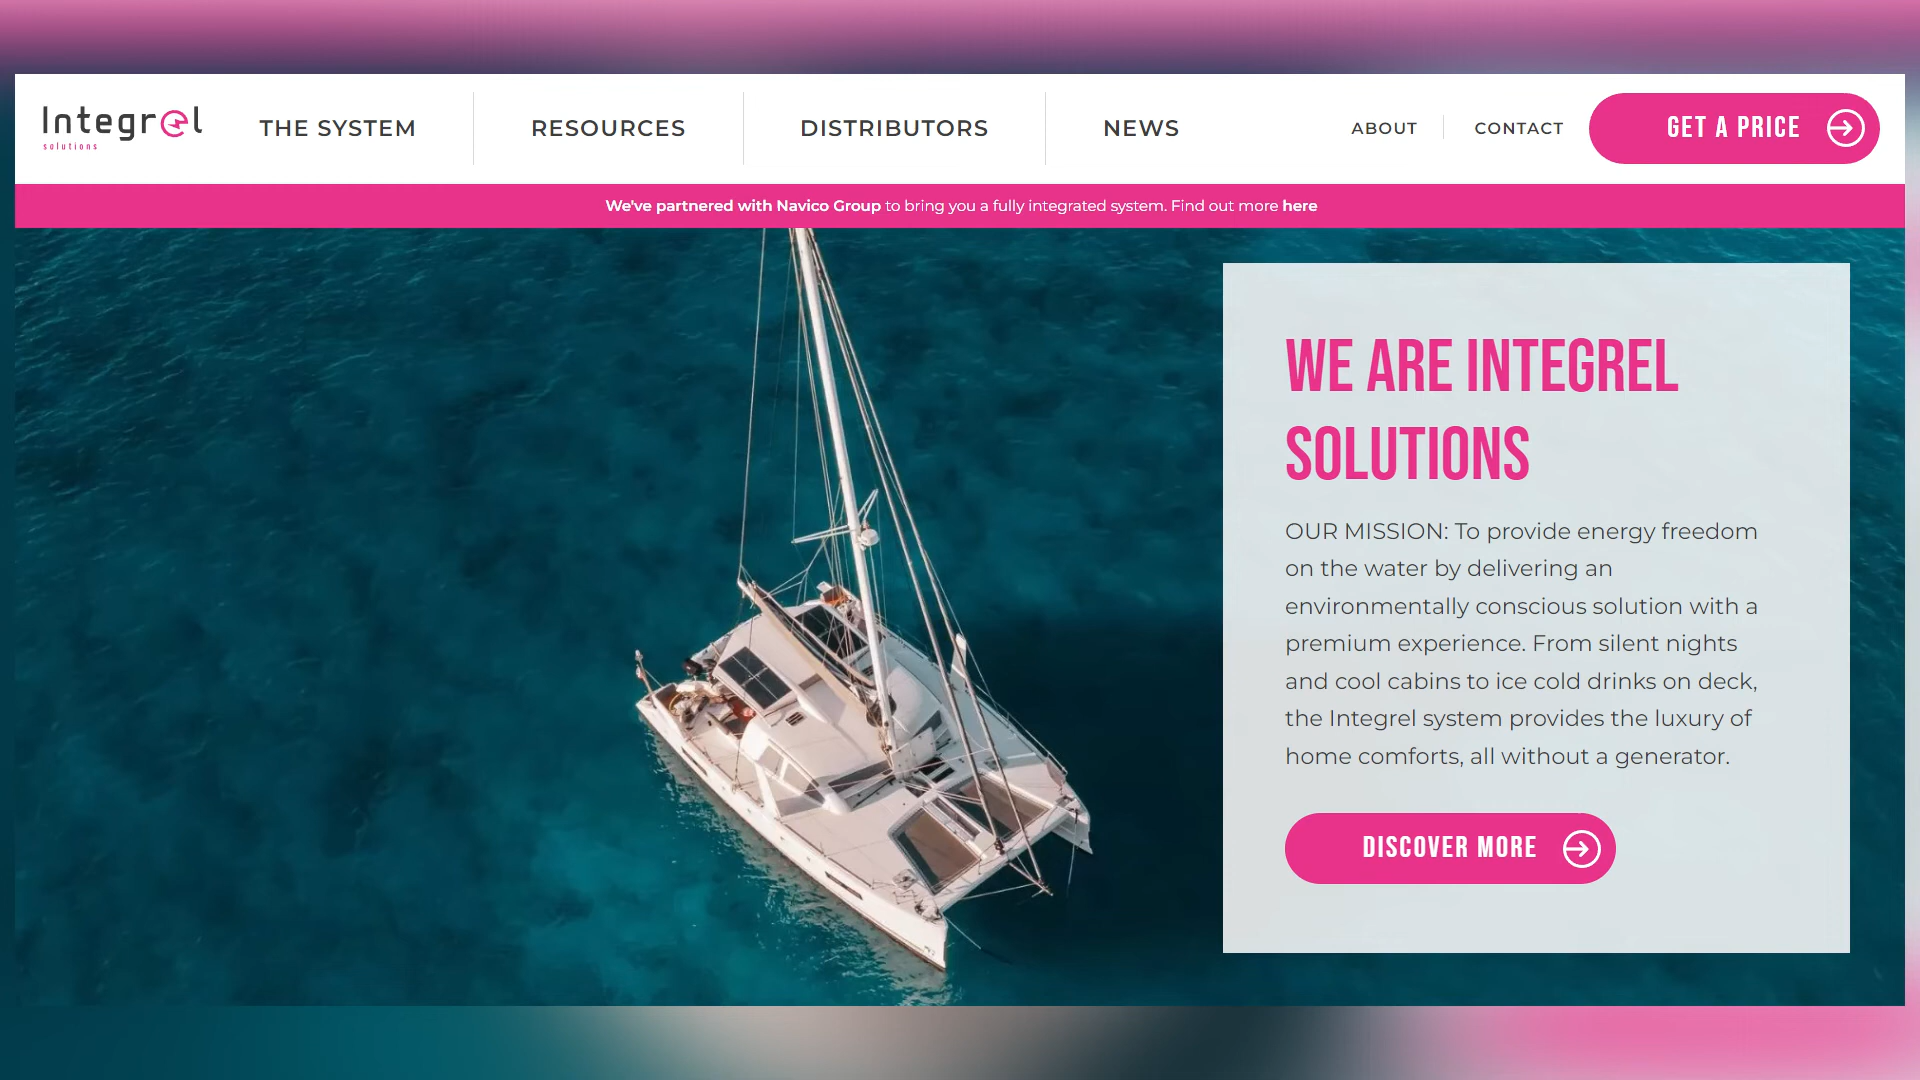 Integrel
solutions
THE SYSTEM
RESOURCES
DISTRIBUTORS
NEWS
ABOUT
CONTACT
GET A PRICE
We've partnered with Navico Group to bring you a fully integrated system. Find out more here
WE ARE INTEGREL
SOLUTIONS
OUR MISSION: To provide energy freedom
on the water by delivering an
environmentally conscious solution with a
premium experience. From silent nights
and cool cabins to ice cold drinks on deck,
the Integrel system provides the luxury of
home comforts, all without a generator.
DISCOVER MORE